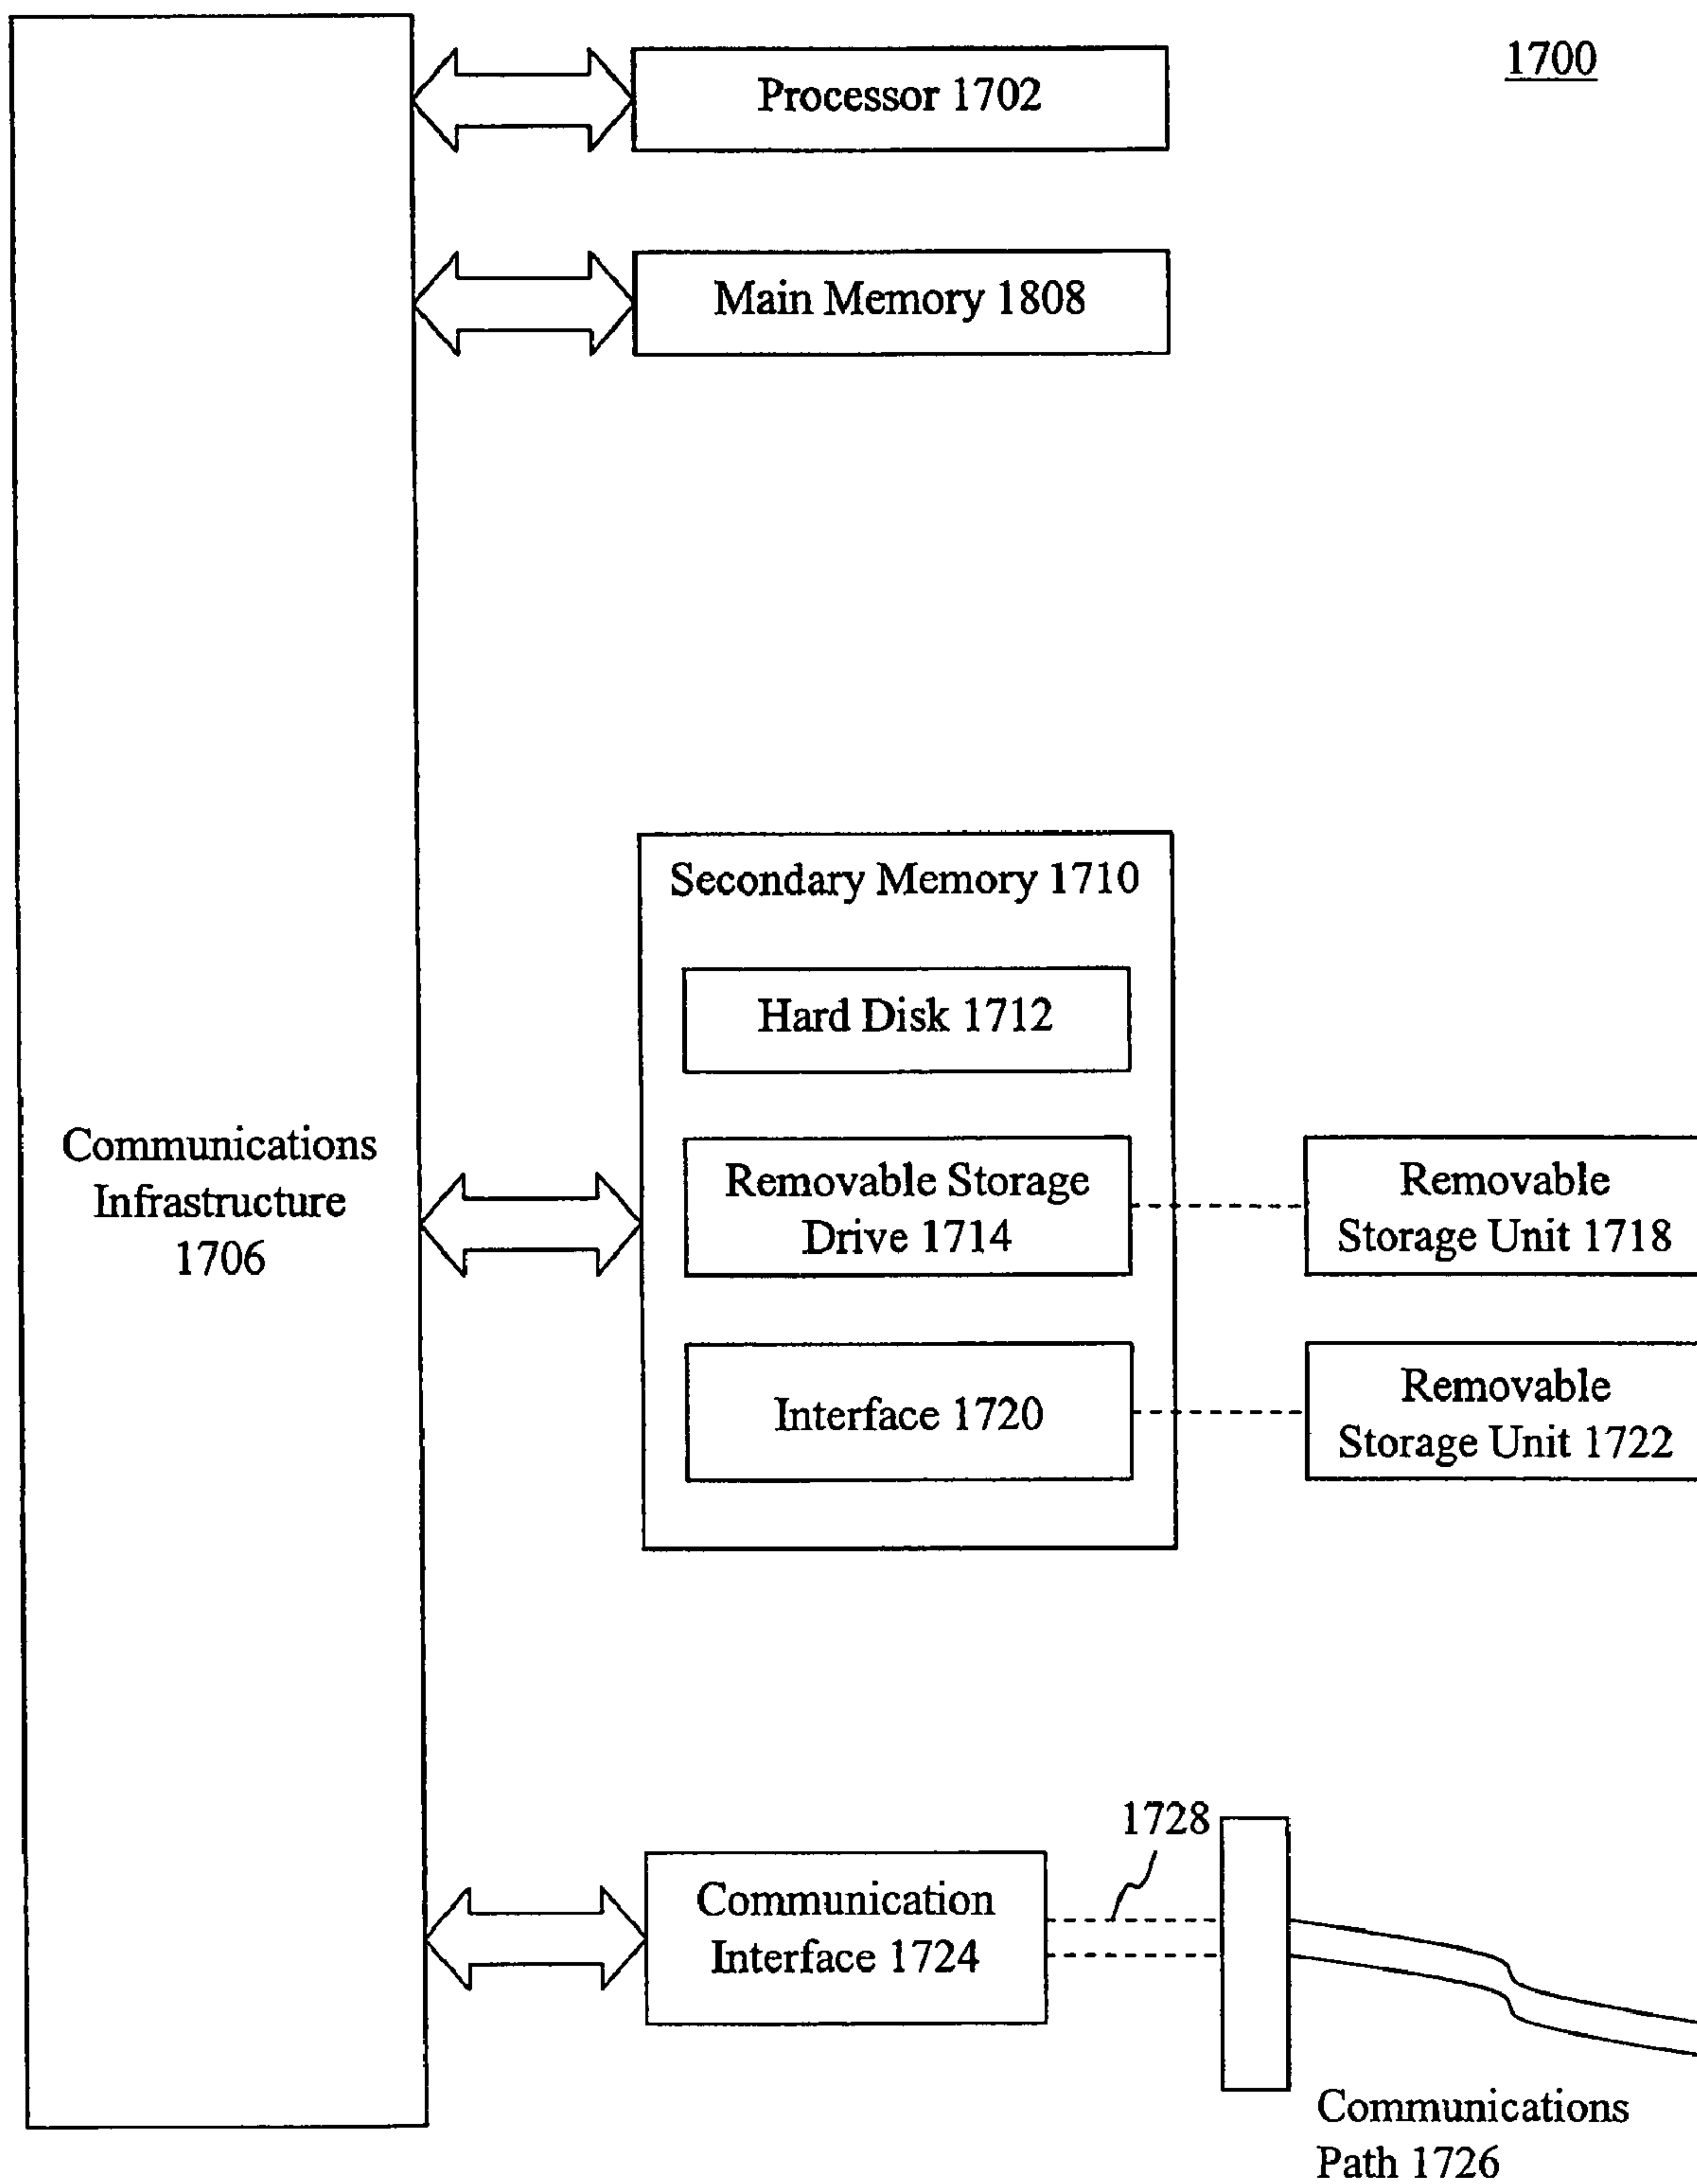 1700
Processor 1702
Main Memory 1808
Secondary Memory 1710
Hard Disk 1712
Communications
Infrastructure
1706
Removable Storage
Drive 1714
Removable
Storage Unit 1718
Interface 1720
Removable
Storage Unit 1722
1728
Communication
Interface 1724
Communications
Path 1726